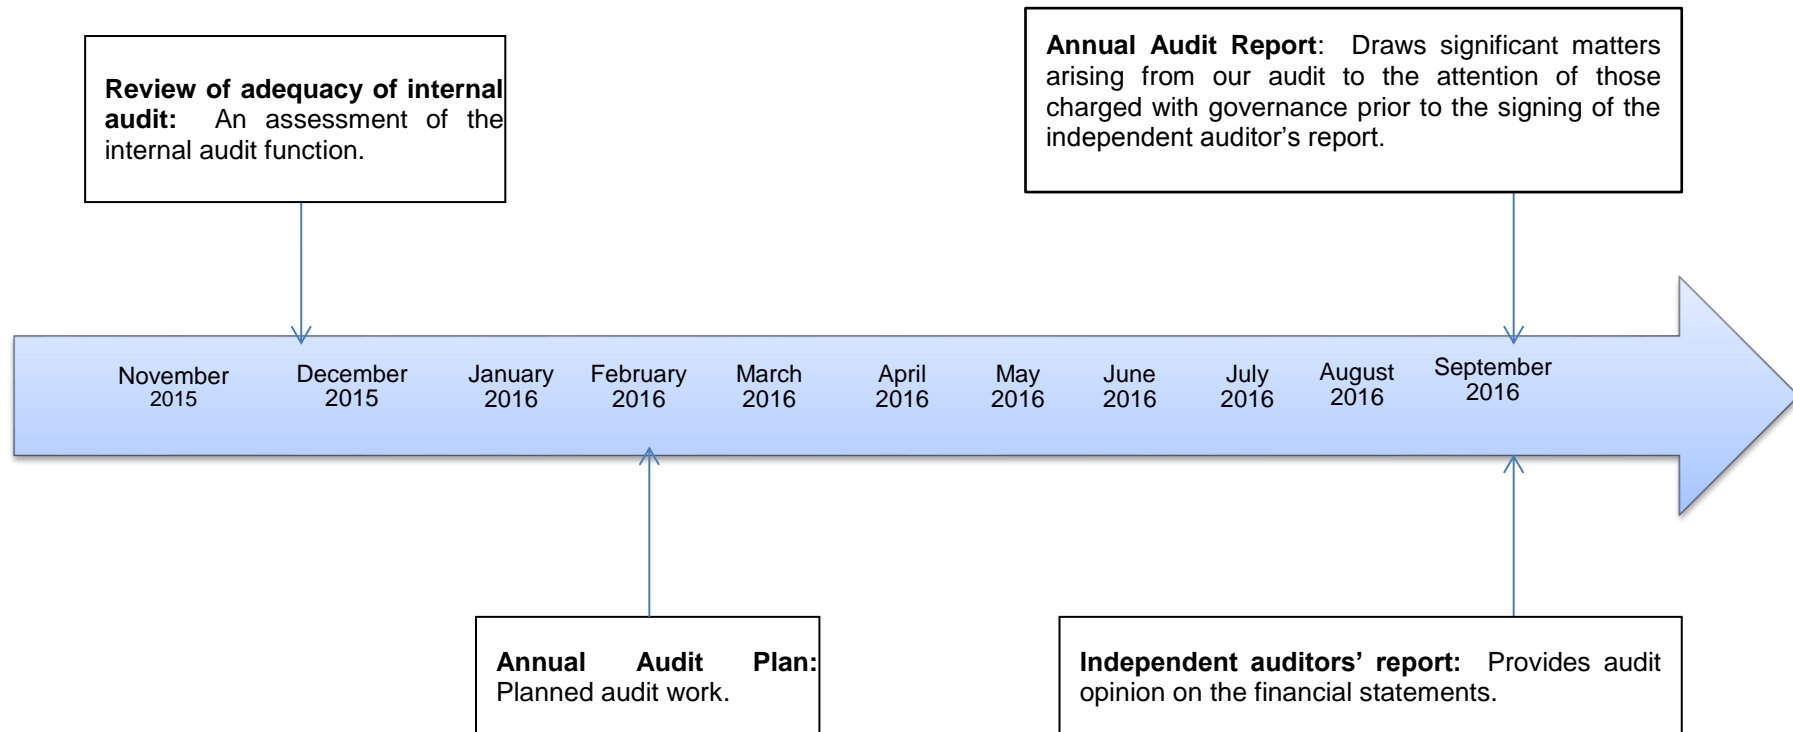 Review of adequacy of internal
audit: An assessment of the
internal audit function.
Annual Audit Report: Draws significant matters
arising from our audit to the attention of those
charged with governance prior to the signing of the
independent auditor’s report.
November
2015
December
2015
January
2016
February
2016
March
2016
April
2016
May
2016
June
2016
July
2016
August
2016
September
2016
Annual Audit Plan:
Planned audit work.
Independent auditors’ report: Provides audit
opinion on the financial statements.